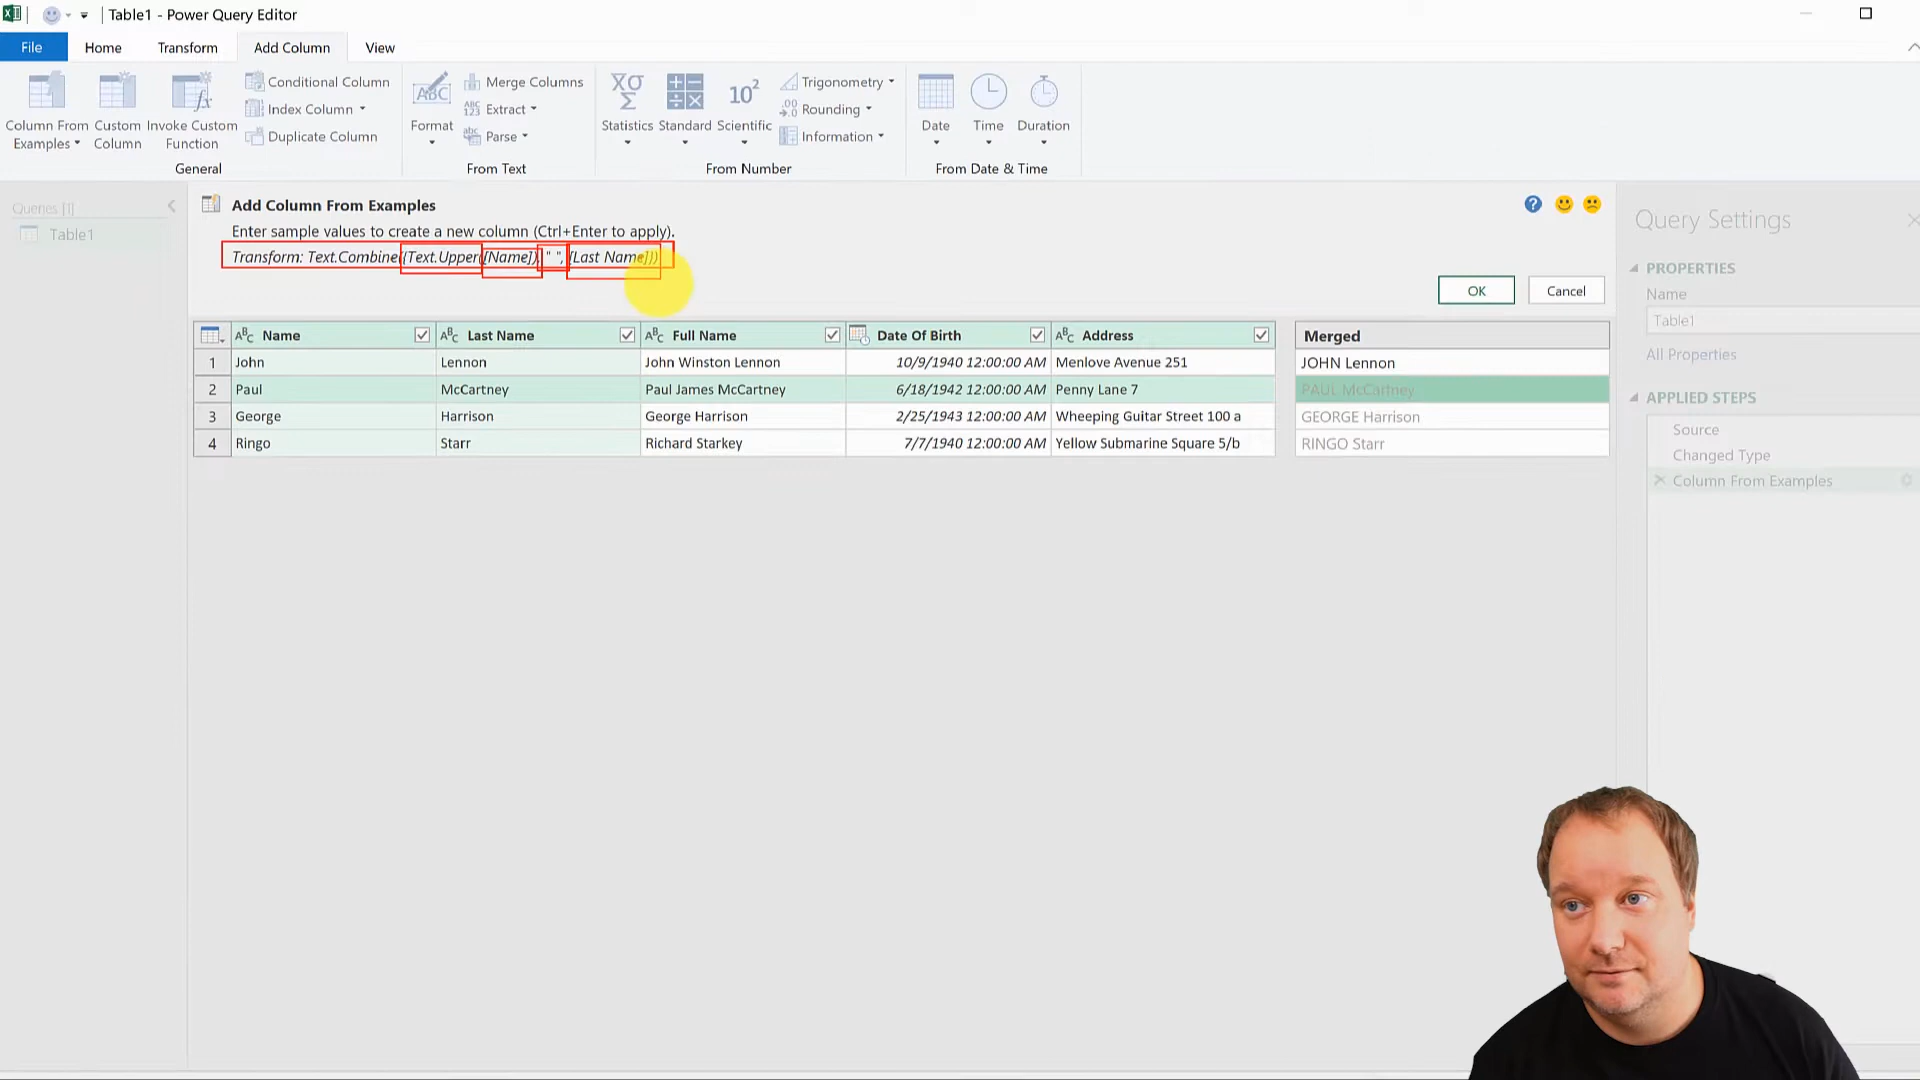 Table1 - Power Query Editor
File Home Transform Add Column View
Column From Examples
Custom Column
Invoke Custom Function
Conditional Column
Index Column
Duplicate Column
General
Format
Merge Columns
Extract
Parse
From Text
Statistics
Standard
Scientific
Trigonometry
Rounding
Information
From Number
Date
Time
Duration
From Date & Time
Queries [1]
Table1
Add Column From Examples
Enter sample values to create a new column (Ctrl+Enter to apply).
Transform: Text.Combine({Text.Upper([Name]), " ", [Last Name]})
OK Cancel
Name Last Name Full Name Date Of Birth Address Merged
1 John Lennon John Winston Lennon 10/9/1940 12:00:00 AM Menlove Avenue 251 JOHN Lennon
2 Paul McCartney Paul James McCartney 6/18/1942 12:00:00 AM Penny Lane 7 PAUL McCartney
3 George Harrison George Harrison 2/25/1943 12:00:00 AM Wheeping Guitar Street 100 a GEORGE Harrison
4 Ringo Starr Richard Starkey 7/7/1940 12:00:00 AM Yellow Submarine Square 5/b RINGO Starr
Query Settings
PROPERTIES
Name
Table1
All Properties
APPLIED STEPS
Source
Changed Type
Column From Examples